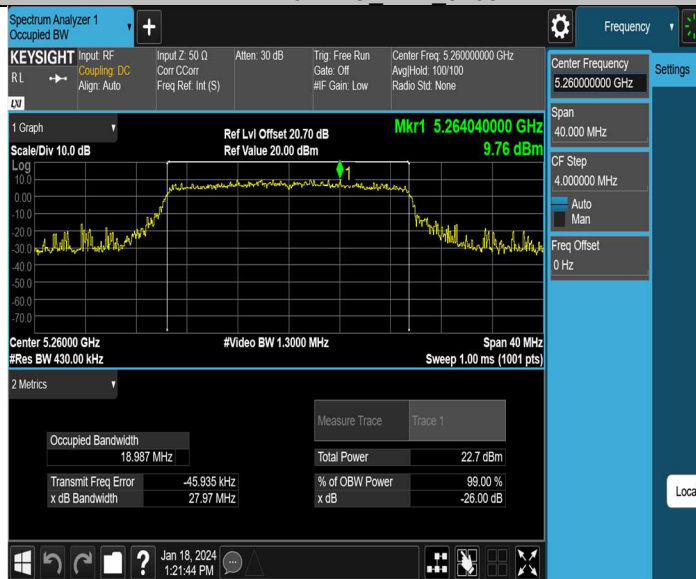 Spectrum Analyzer 1
Occupied BW
+
Frequency
KEYSIGHT
RL
LXI
Input: RF
Coupling: DC
Align: Auto
Input Z: 50 Ω
Corr CCorr
Freq Ref: Int (S)
Atten: 30 dB
Trig: Free Run
Gate: Off
#IF Gain: Low
Center Freq: 5.260000000 GHz
Avg|Hold: 100/100
Radio Std: None
Center Frequency
5.260000000 GHz
Settings
Span
40.000 MHz
CF Step
4.000000 MHz
Auto
Man
Freq Offset
0 Hz
1 Graph
Scale/Div 10.0 dB
Ref Lvl Offset 20.70 dB
Ref Value 20.00 dBm
Mkr1 5.264040000 GHz
9.76 dBm
Log
10.0
0.00
-10.0
-20.0
-30.0
-40.0
-50.0
-60.0
-70.0
1
Center 5.26000 GHz
#Video BW 1.3000 MHz
Span 40 MHz
#Res BW 430.00 kHz
Sweep 1.00 ms (1001 pts)
2 Metrics
Measure Trace
Trace 1
Occupied Bandwidth
18.987 MHz
Total Power
22.7 dBm
Transmit Freq Error
-45.935 kHz
% of OBW Power
99.00 %
x dB Bandwidth
27.97 MHz
x dB
-26.00 dB
Loca
?
Jan 18, 2024
1:21:44 PM